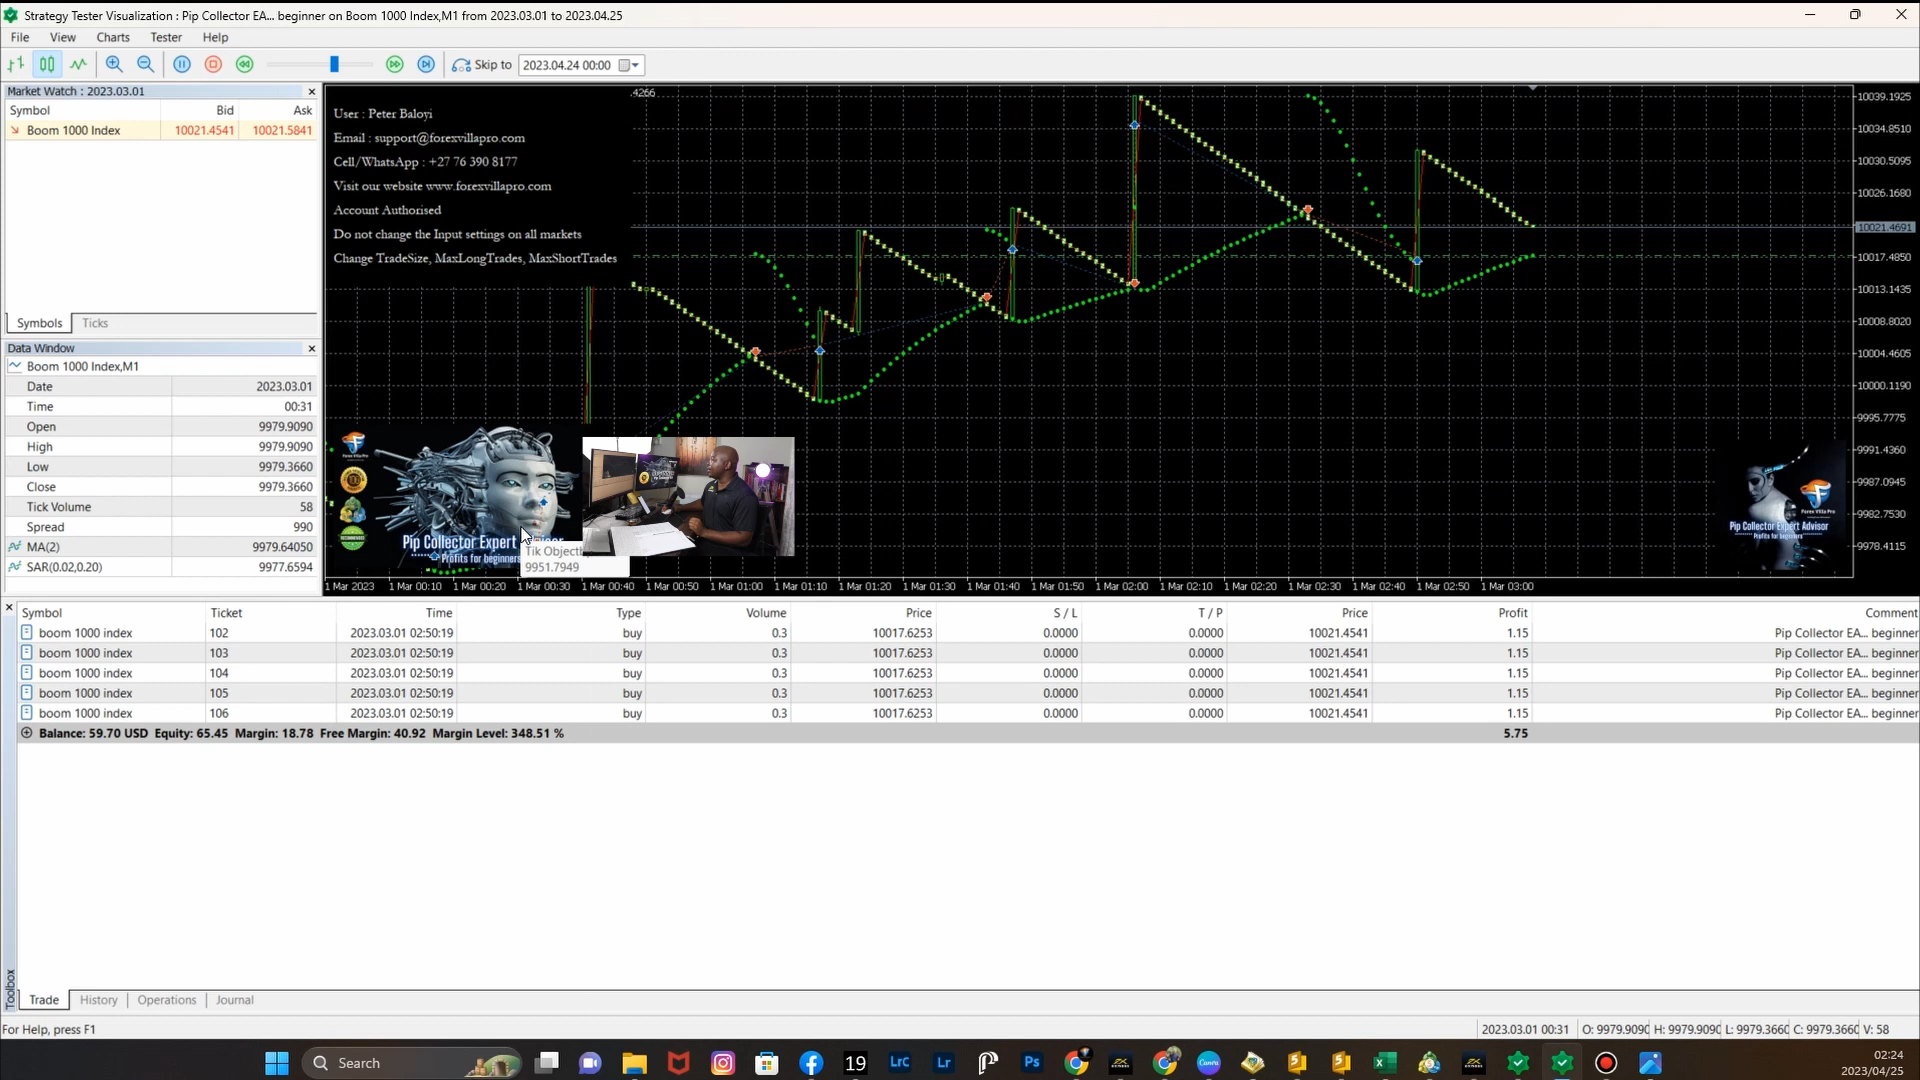 Strategy Tester Visualization : Pip Collector EA... beginner on Boom 1000 Index,M1 from 2023.03.01 to 2023.04.25
File View Charts Tester Help
Skip to 2023.04.24 00:00
Market Watch : 2023.03.01
Symbol Bid Ask
Boom 1000 Index 10021.4541 10021.5841
Symbols Ticks
Data Window
Boom 1000 Index,M1
Date 2023.03.01
Time 00:31
Open 9979.9090
High 9979.9090
Low 9979.3660
Close 9979.3660
Tick Volume 58
Spread 990
MA(2) 9979.64050
SAR(0.02,0.20) 9977.6594
.4266
User : Peter Baloyi
Email : support@forexvillapro.com
Cell/WhatsApp : +27 76 390 8177
Visit our website www.forexvillapro.com
Account Authorised
Do not change the Input settings on all markets
Change TradeSize, MaxLongTrades, MaxShortTrades
10039.1925
10034.8510
10030.5095
10026.1680
10021.4691
10017.4850
10013.1435
10008.8020
10004.4605
10000.1190
9995.7775
9991.4360
9987.0945
9982.7530
9978.4115
Forex Villa Pro
Pip Collector Expert Advisor
Profits for beginners
Tik Object
9951.7949
Forex Villa Pro
Pip Collector Expert Advisor
Profits for beginners
1 Mar 2023 1 Mar 00:10 1 Mar 00:20 1 Mar 00:30 1 Mar 00:40 1 Mar 00:50 1 Mar 01:00 1 Mar 01:10 1 Mar 01:20 1 Mar 01:30 1 Mar 01:40 1 Mar 01:50 1 Mar 02:00 1 Mar 02:10 1 Mar 02:20 1 Mar 02:30 1 Mar 02:40 1 Mar 02:50 1 Mar 03:00
Symbol Ticket Time Type Volume Price S / L T / P Price Profit Comment
boom 1000 index 102 2023.03.01 02:50:19 buy 0.3 10017.6253 0.0000 0.0000 10021.4541 1.15 Pip Collector EA... beginner
boom 1000 index 103 2023.03.01 02:50:19 buy 0.3 10017.6253 0.0000 0.0000 10021.4541 1.15 Pip Collector EA... beginner
boom 1000 index 104 2023.03.01 02:50:19 buy 0.3 10017.6253 0.0000 0.0000 10021.4541 1.15 Pip Collector EA... beginner
boom 1000 index 105 2023.03.01 02:50:19 buy 0.3 10017.6253 0.0000 0.0000 10021.4541 1.15 Pip Collector EA... beginner
boom 1000 index 106 2023.03.01 02:50:19 buy 0.3 10017.6253 0.0000 0.0000 10021.4541 1.15 Pip Collector EA... beginner
Balance: 59.70 USD Equity: 65.45 Margin: 18.78 Free Margin: 40.92 Margin Level: 348.51 % 5.75
Toolbox
Trade History Operations Journal
For Help, press F1
2023.03.01 00:31 O: 9979.9090 H: 9979.9090 L: 9979.3660 C: 9979.3660 V: 58
Search
19
LrC
Lr
Ps
02:24
2023/04/25